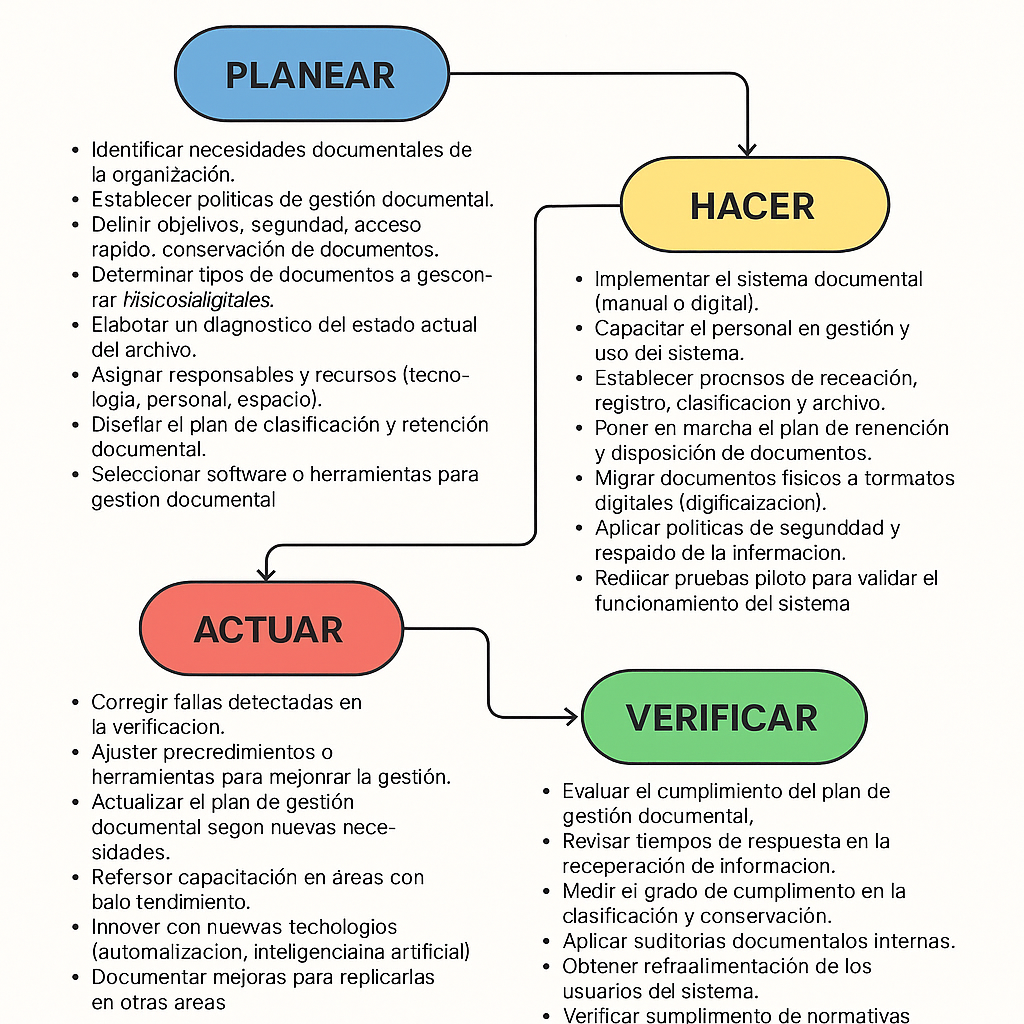 PLANEAR
• Identificar necesidades documentales de
la organiżación.
• Establecer politicas de gestión documental.
• Delinir objelivos, segundad, acceso
rapido. conservación de documentos.
• Determinar tipos de documentos a gescon-
rar hisicosialigitales.
• Elabotar un dlagnostico del estado actual
del archivo.
• Asignar responsables y recursos (tecno-
logia, personal, espacio).
• Diseflar el plan de clasificación y retención
documental.
• Seleccionar software o herramientas para
gestion documental
HACER
• Implementar el sistema documental
(manual o digital).
• Capacitar el personal en gestión y
uso dei sistema.
• Establecer procnsos de receación,
registro, clasificacion y archivo.
• Poner en marcha el plan de renención
y disposición de documentos.
• Migrar documentos fisicos a tormatos
digitales (digificaizacion).
• Aplicar politicas de segunddad y
respaido de la infermacion.
• Rediicar pruebas piloto para validar el
funcionamiento del sistema
ACTUAR
• Corregir fallas detectadas en
la verificacion.
• Ajuster precredimientos o
herramientas para mejonrar la gestión.
• Actualizar el plan de gestión
documental segon nuevas nece-
sidades.
• Refersor capacitación en áreas con
balo tendimiento.
• Innover con nuewas techologios
(automalizacion, inteligenciaina artificial)
• Documentar mejoras para replicarlas
en otras areas
VERIFICAR
• Evaluar el cumplimiento del plan de
gestión documental,
• Revisar tiempos de respuesta en la
receperación de informacion.
• Medir ei grado de cumplimento en la
clasificación y conservación.
• Aplicar suditorias documentalos internas.
• Obtener refraalimentación de los
usuarios del sistema.
• Verificar sumplimento de normativas